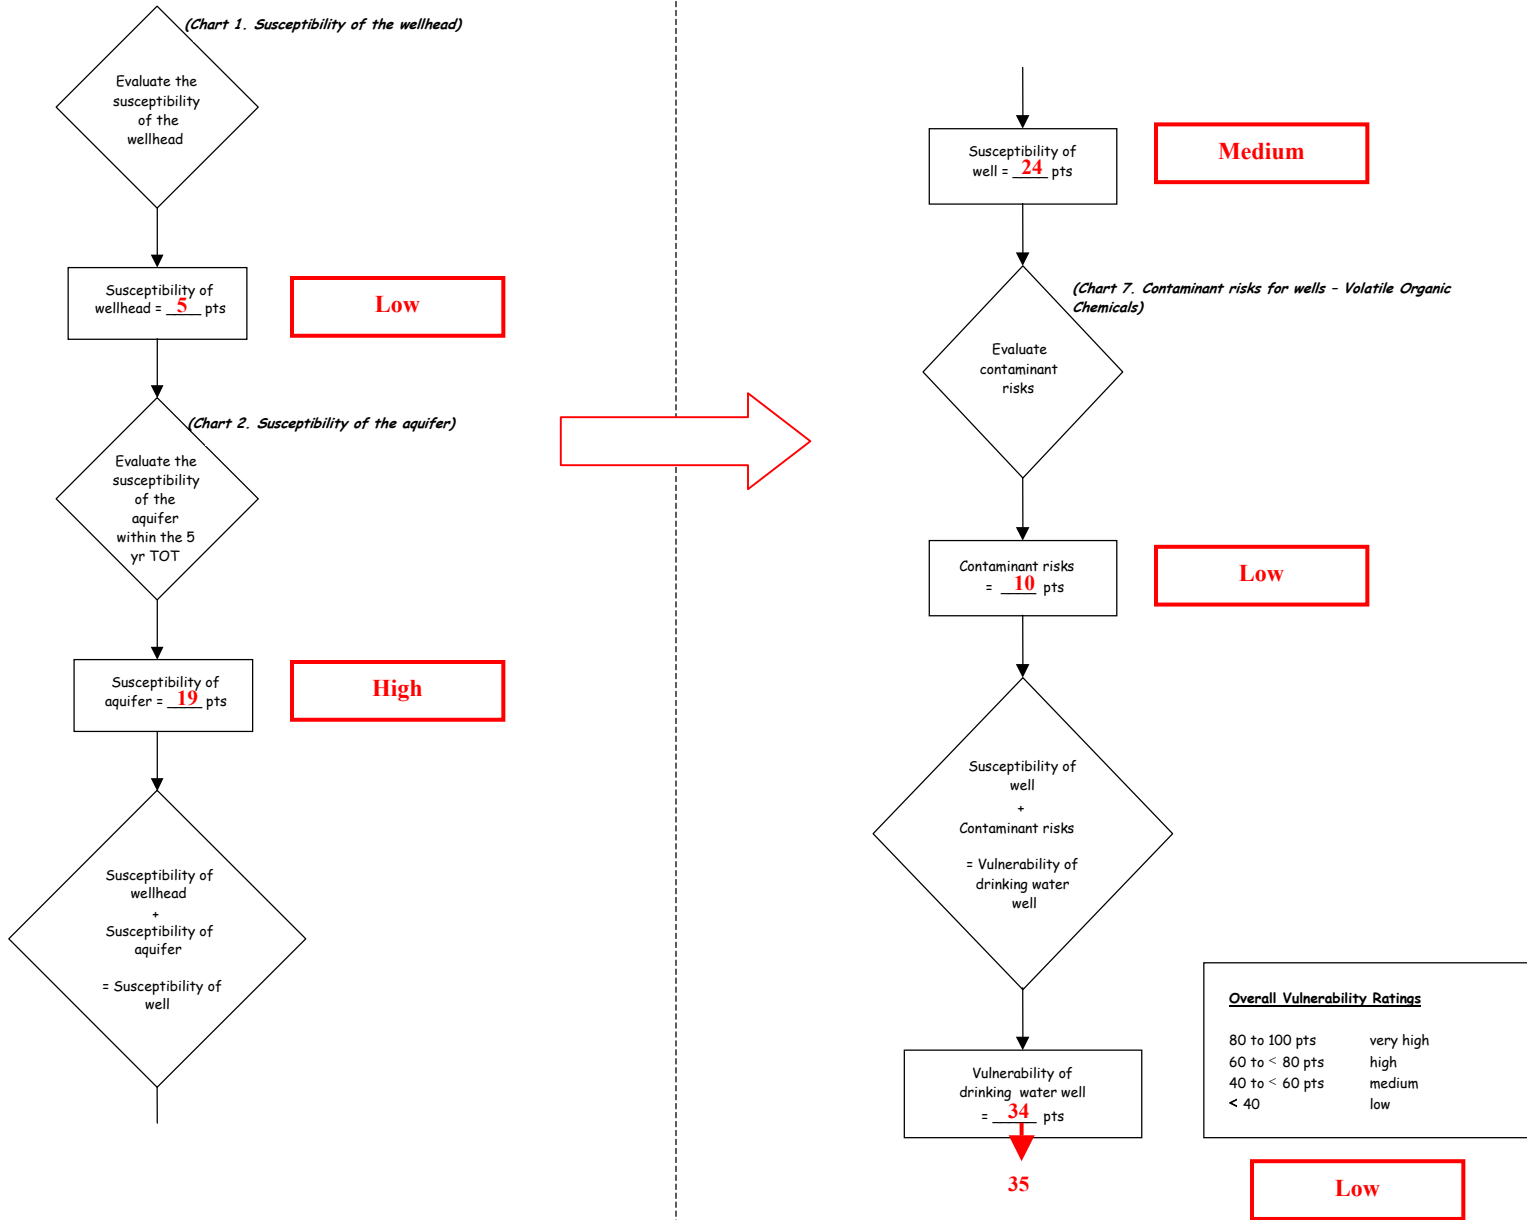 (Chart 1. Susceptibility of the wellhead)
Evaluate the
susceptibility
of the
wellhead
Susceptibility of
wellhead = 5 pts
Low
(Chart 2. Susceptibility of the aquifer)
Evaluate the
susceptibility
of the
aquifer
within the 5
yr TOT
Susceptibility of
aquifer = 19 pts
High
Susceptibility of
wellhead
+
Susceptibility of
aquifer
= Susceptibility of
well
Susceptibility of
well = 24 pts
Medium
(Chart 7. Contaminant risks for wells – Volatile Organic
Chemicals)
Evaluate
contaminant
risks
Contaminant risks
= 10 pts
Low
Susceptibility of
well
+
Contaminant risks
= Vulnerability of
drinking water
well
Vulnerability of
drinking water well
= 34 pts
35
Overall Vulnerability Ratings
80 to 100 pts very high
60 to < 80 pts high
40 to < 60 pts medium
< 40 low
Low